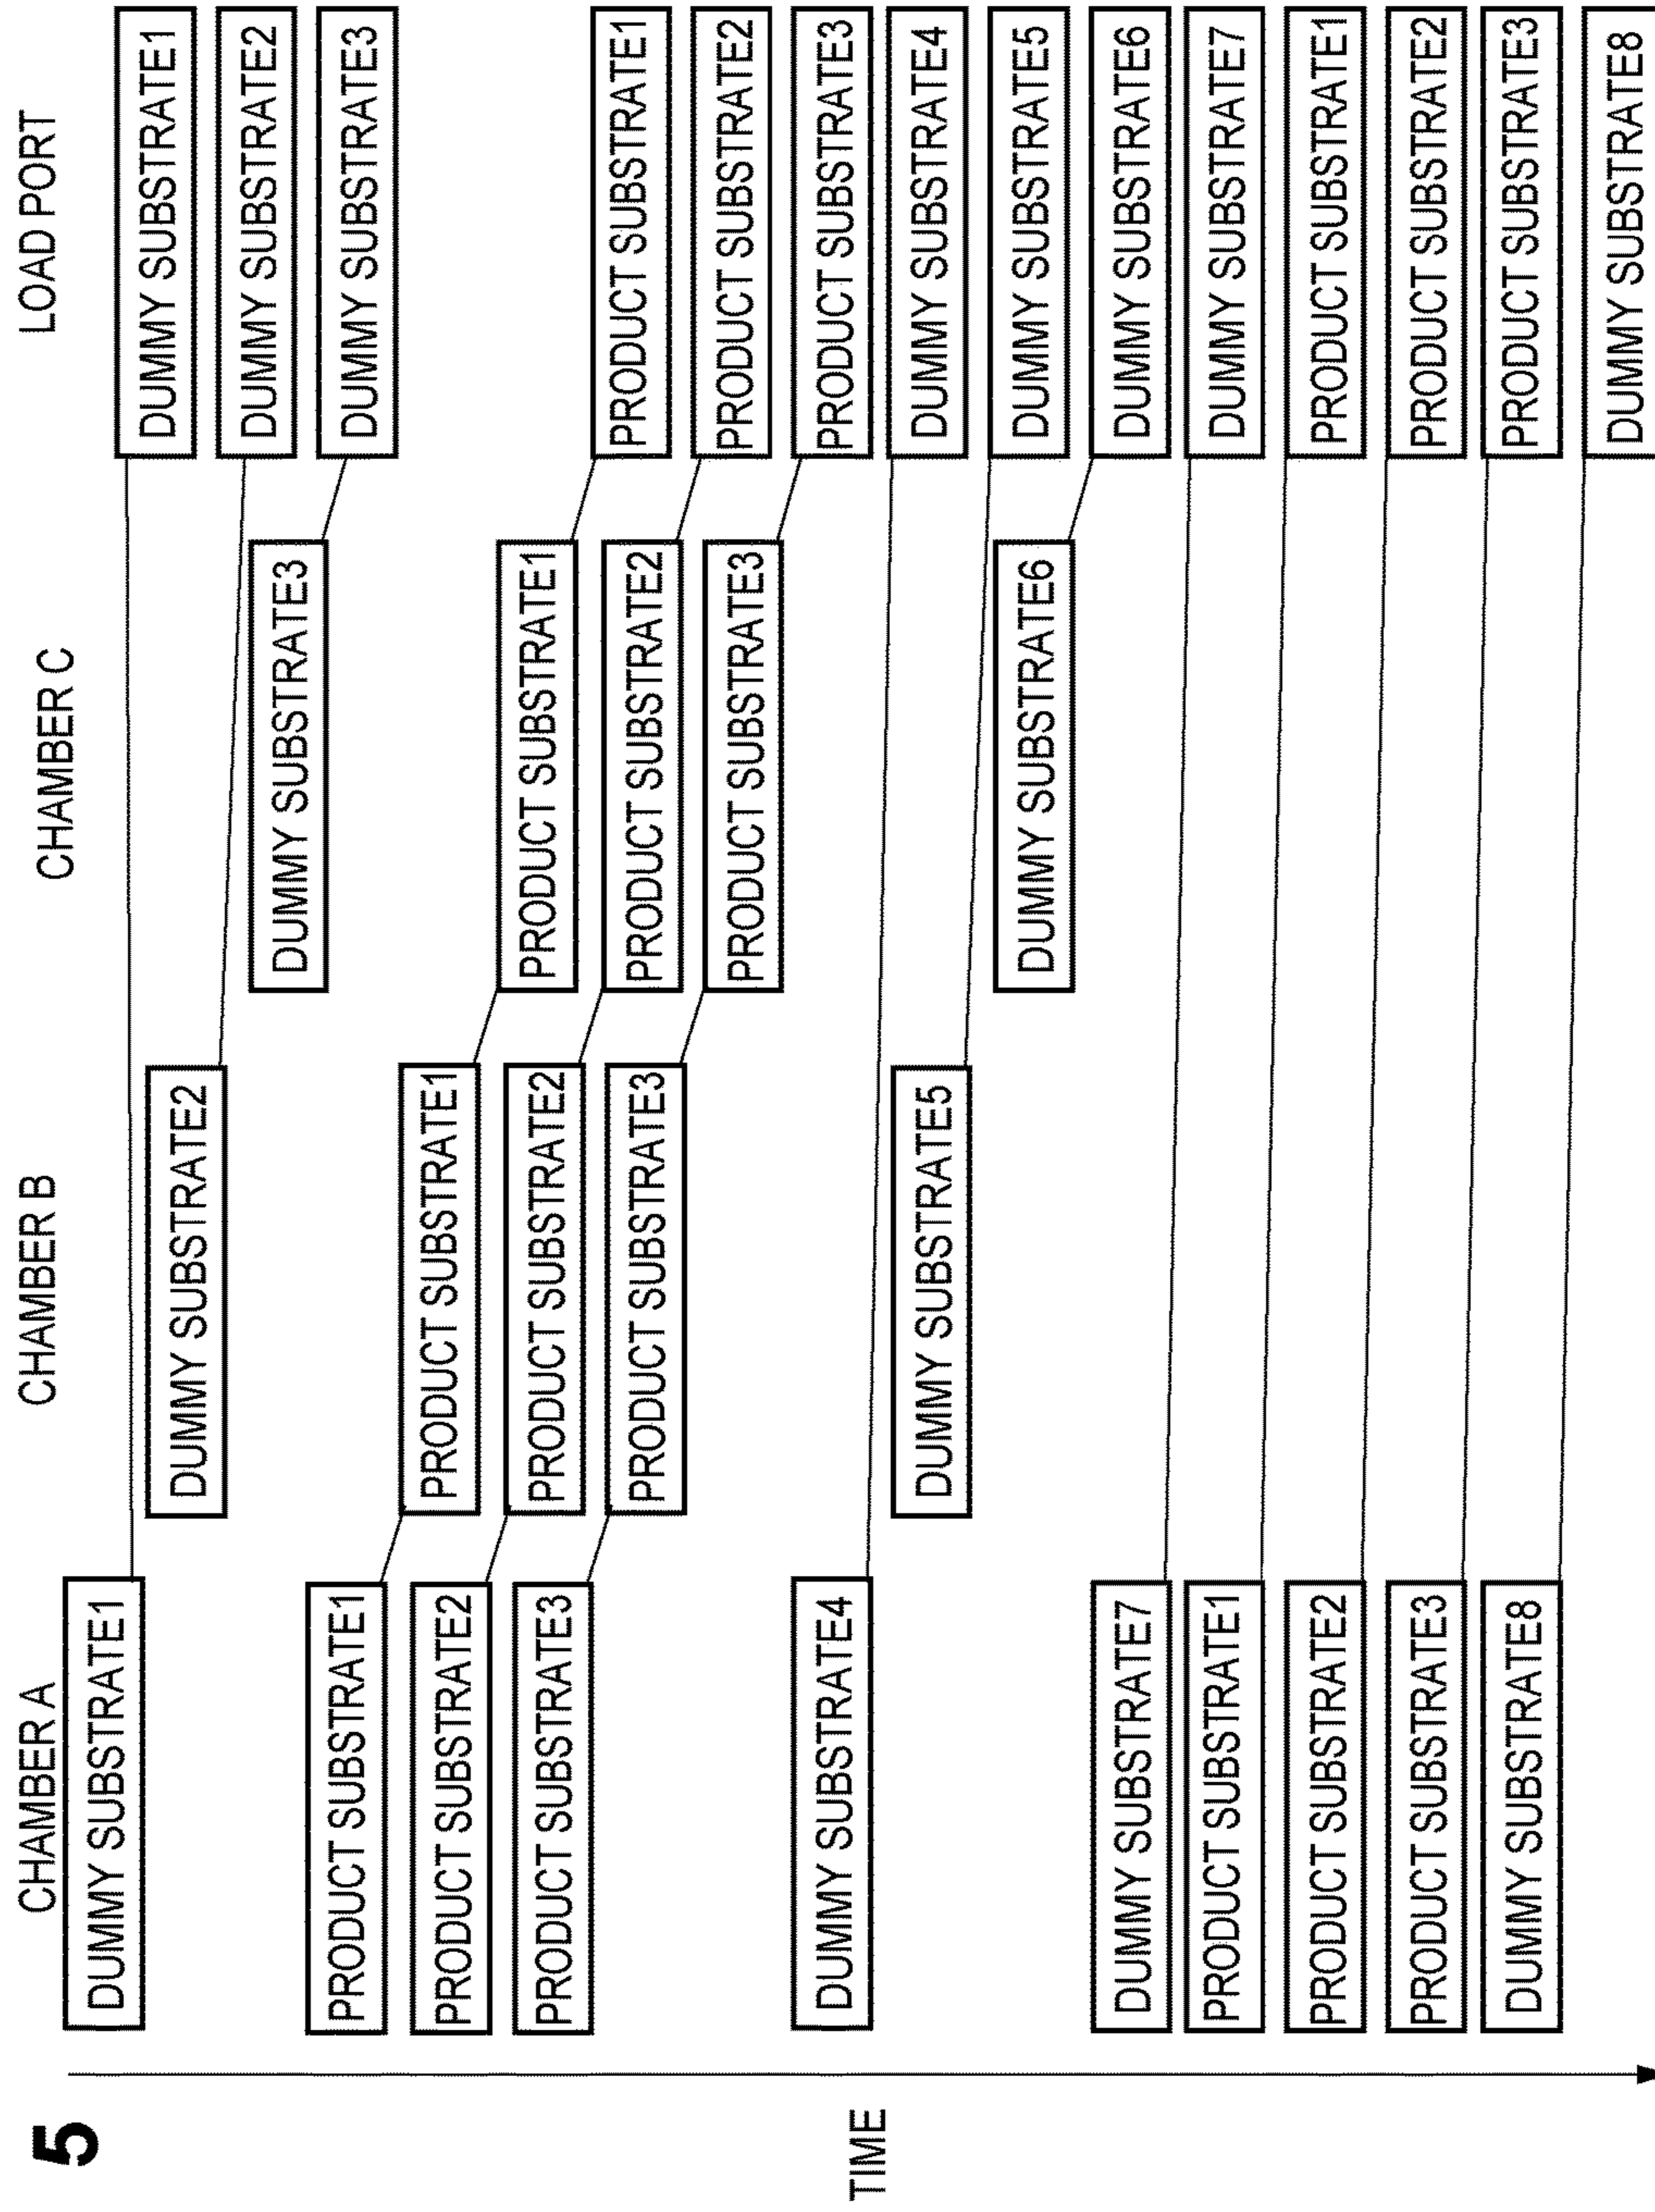 5
CHAMBER A
CHAMBER B
CHAMBER C
LOAD PORT
TIME
DUMMY SUBSTRATE1
DUMMY SUBSTRATE1
DUMMY SUBSTRATE2
DUMMY SUBSTRATE2
DUMMY SUBSTRATE3
DUMMY SUBSTRATE3
PRODUCT SUBSTRATE1
PRODUCT SUBSTRATE1
PRODUCT SUBSTRATE1
PRODUCT SUBSTRATE1
PRODUCT SUBSTRATE2
PRODUCT SUBSTRATE2
PRODUCT SUBSTRATE2
PRODUCT SUBSTRATE2
PRODUCT SUBSTRATE3
PRODUCT SUBSTRATE3
PRODUCT SUBSTRATE3
PRODUCT SUBSTRATE3
DUMMY SUBSTRATE4
DUMMY SUBSTRATE4
DUMMY SUBSTRATE5
DUMMY SUBSTRATE5
DUMMY SUBSTRATE6
DUMMY SUBSTRATE6
DUMMY SUBSTRATE7
DUMMY SUBSTRATE7
PRODUCT SUBSTRATE1
PRODUCT SUBSTRATE1
PRODUCT SUBSTRATE2
PRODUCT SUBSTRATE2
PRODUCT SUBSTRATE3
PRODUCT SUBSTRATE3
DUMMY SUBSTRATE8
DUMMY SUBSTRATE8